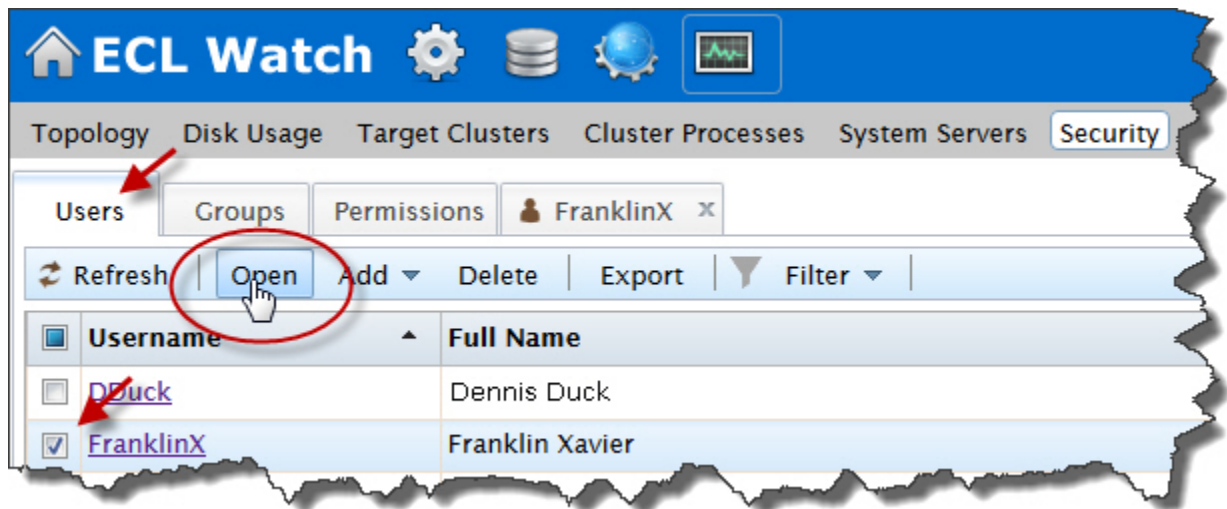 ECL Watch
Topology Disk Usage Target Clusters Cluster Processes System Servers Security
Users Groups Permissions FranklinX x
Refresh Open Add Delete Export Filter
Username Full Name
DDuck Dennis Duck
FranklinX Franklin Xavier